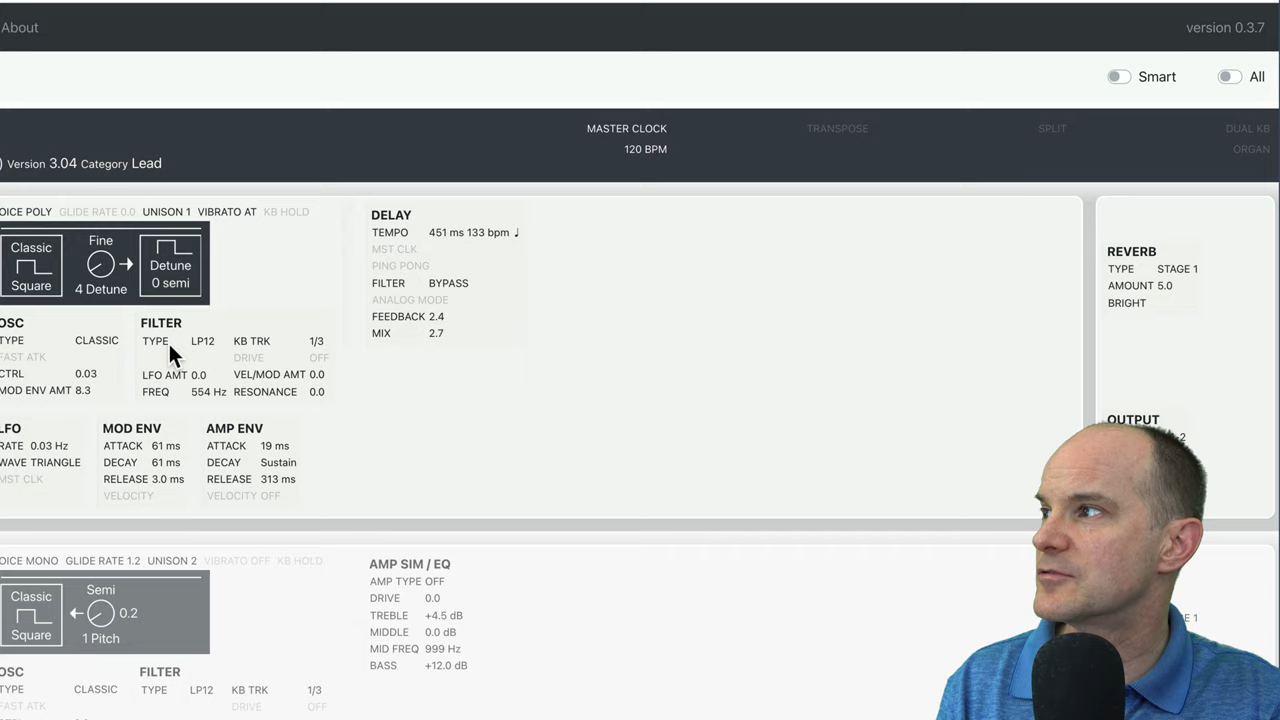 About
version 0.3.7
Smart
All
MASTER CLOCK
TRANSPOSE
SPLIT
DUAL KB
120 BPM
ORGAN
) Version 3.04 Category Lead
OICE POLY GLIDE RATE 0.0 UNISON 1 VIBRATO AT KB HOLD
Classic
Square
Fine
4 Detune
Detune
0 semi
OSC
TYPE CLASSIC
FAST ATK
CTRL 0.03
MOD ENV AMT 8.3
FILTER
TYPE LP12 KB TRK 1/3
DRIVE OFF
LFO AMT 0.0 VEL/MOD AMT 0.0
FREQ 554 Hz RESONANCE 0.0
LFO
RATE 0.03 Hz
WAVE TRIANGLE
MST CLK
MOD ENV
ATTACK 61 ms
DECAY 61 ms
RELEASE 3.0 ms
VELOCITY
AMP ENV
ATTACK 19 ms
DECAY Sustain
RELEASE 313 ms
VELOCITY OFF
DELAY
TEMPO 451 ms 133 bpm ♩
MST CLK
PING PONG
FILTER BYPASS
ANALOG MODE
FEEDBACK 2.4
MIX 2.7
REVERB
TYPE STAGE 1
AMOUNT 5.0
BRIGHT
OUTPUT
-2
OICE MONO GLIDE RATE 1.2 UNISON 2 VIBRATO OFF KB HOLD
Classic
Square
Semi
0.2
1 Pitch
OSC
TYPE CLASSIC
FAST ATK
FILTER
TYPE LP12 KB TRK 1/3
DRIVE OFF
AMP SIM / EQ
AMP TYPE OFF
DRIVE 0.0
TREBLE +4.5 dB
MIDDLE 0.0 dB
MID FREQ 999 Hz
BASS +12.0 dB
E 1